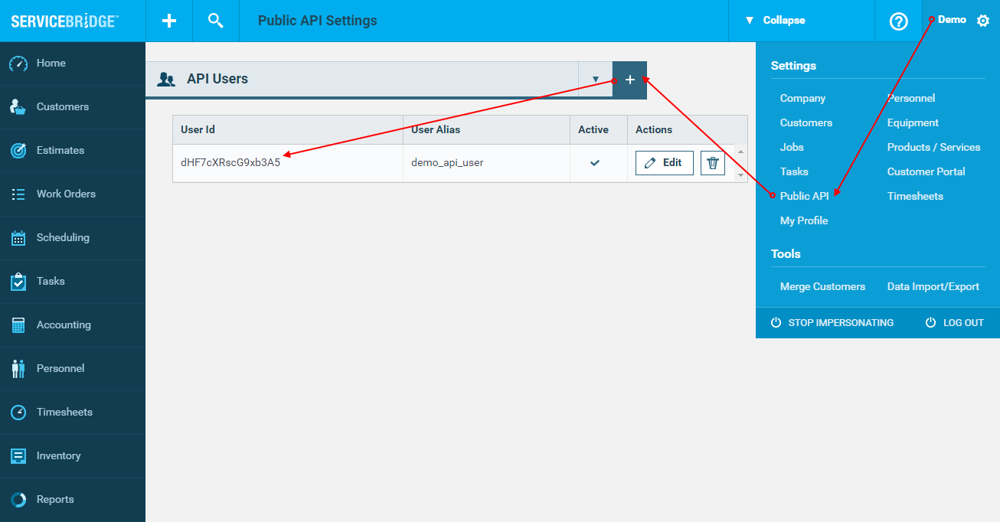 SERVICEBRIDGE™
Public API Settings
Collapse
Demo
Home
Customers
Estimates
Work Orders
Scheduling
Tasks
Accounting
Personnel
Timesheets
Inventory
Reports
API Users
User Id User Alias Active Actions
dHF7cXRscG9xb3A5 demo_api_user Edit
Settings
Company Personnel
Customers Equipment
Jobs Products / Services
Tasks Customer Portal
Public API Timesheets
My Profile
Tools
Merge Customers Data Import/Export
STOP IMPERSONATING LOG OUT